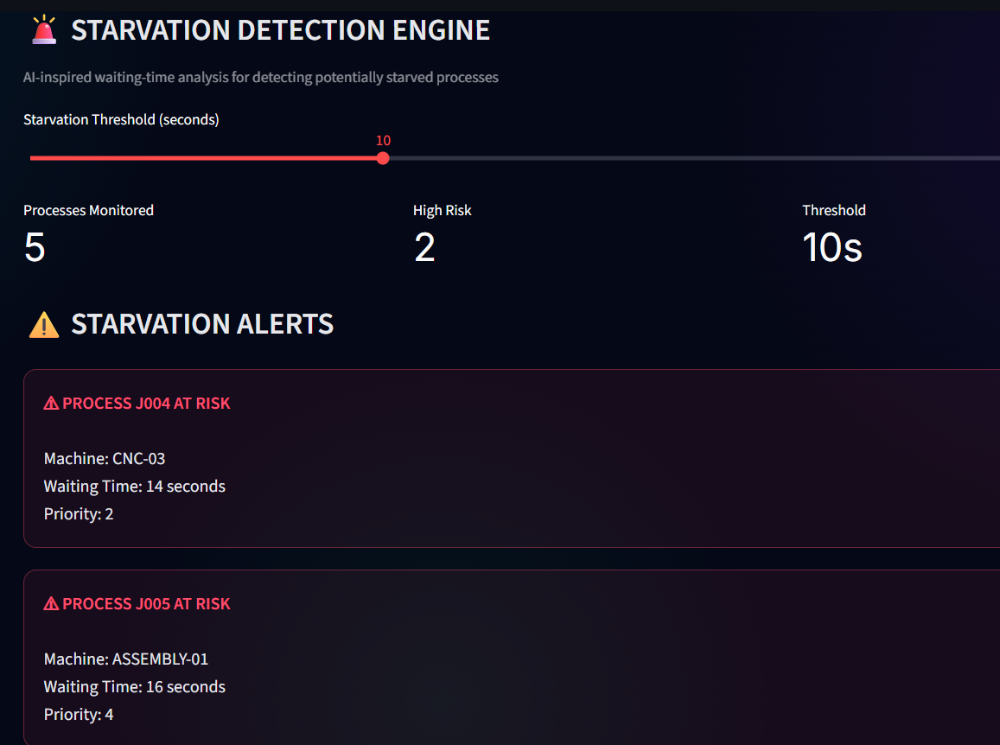 STARVATION DETECTION ENGINE
AI-inspired waiting-time analysis for detecting potentially starved processes
Starvation Threshold (seconds)
10
Processes Monitored
High Risk
Threshold
5
2
10s
STARVATION ALERTS
PROCESS J004 AT RISK
Machine: CNC-03
Waiting Time: 14 seconds
Priority: 2
PROCESS J005 AT RISK
Machine: ASSEMBLY-01
Waiting Time: 16 seconds
Priority: 4